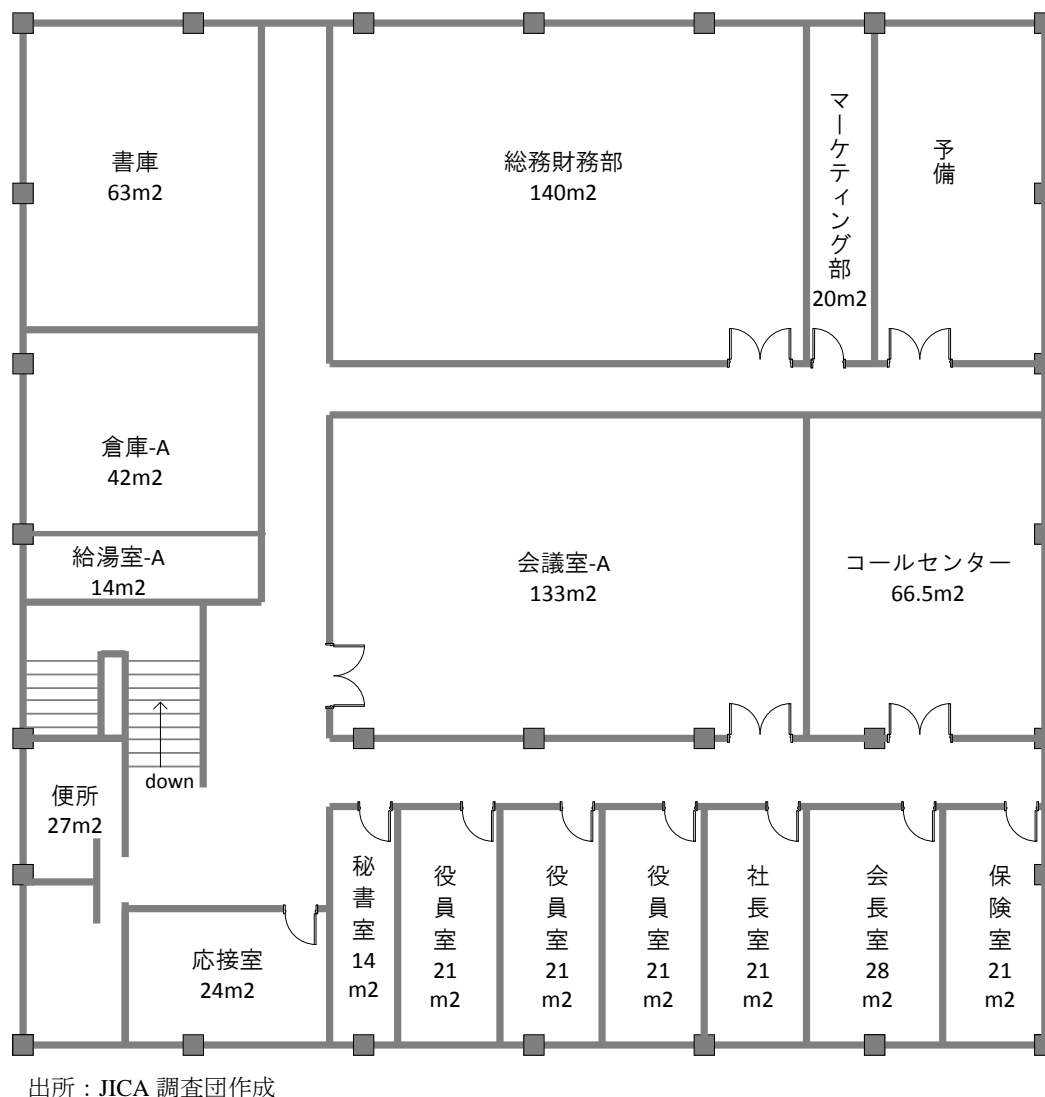 書庫
63m2
総務財務部
140m2
マーケティング部
20m2
予備
倉庫-A
42m2
給湯室-A
14m2
会議室-A
133m2
コールセンター
66.5m2
down
便所
27m2
応接室
24m2
秘書室
14
m2
役員室
21
m2
役員室
21
m2
役員室
21
m2
社長室
21
m2
会長室
28
m2
保険室
21
m2
出所：JICA 調査団作成